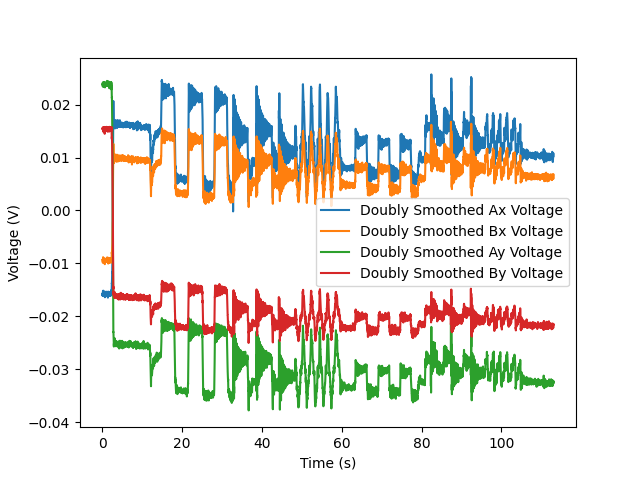 0.02
0.01
0.00
−0.01
−0.02
−0.03
−0.04
Voltage (V)
Doubly Smoothed Ax Voltage
Doubly Smoothed Bx Voltage
Doubly Smoothed Ay Voltage
Doubly Smoothed By Voltage
0 20 40 60 80 100
Time (s)